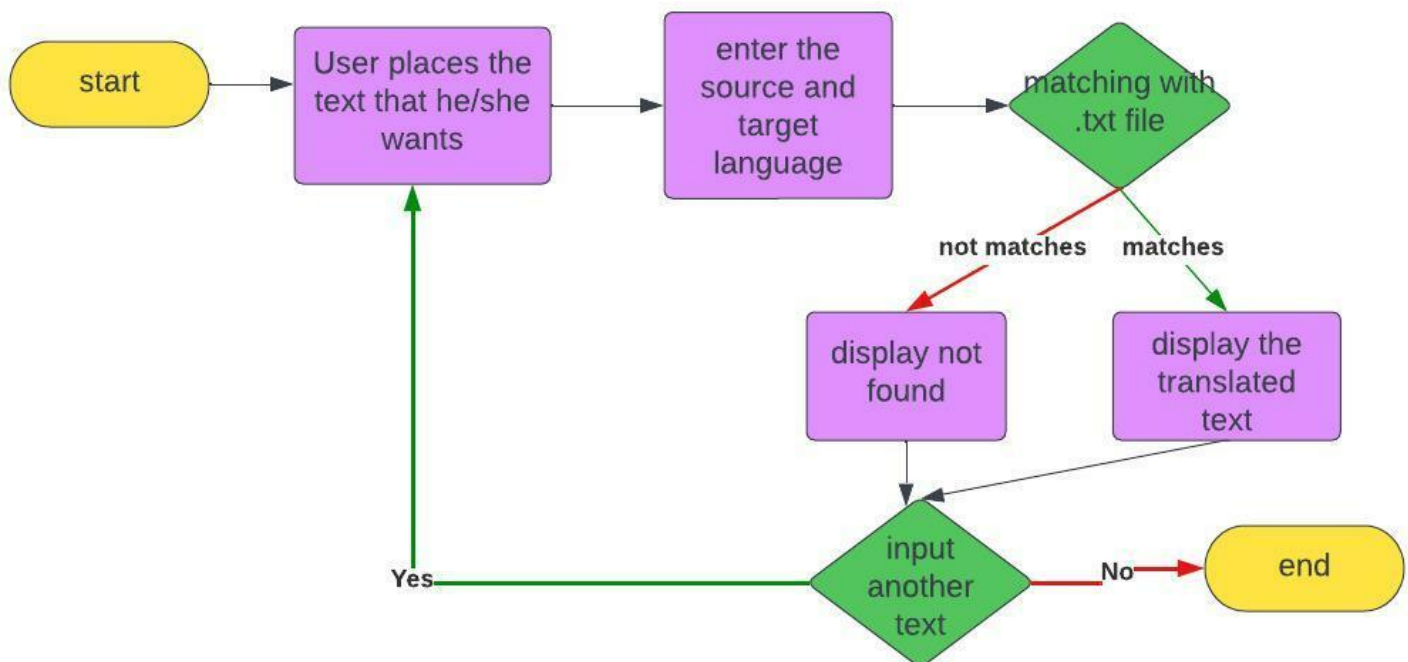 start
User places the
text that he/she
wants
enter the
source and
target
language
matching with
.txt file
not matches
matches
display not
found
display the
translated
text
input
another
text
Yes
No
end